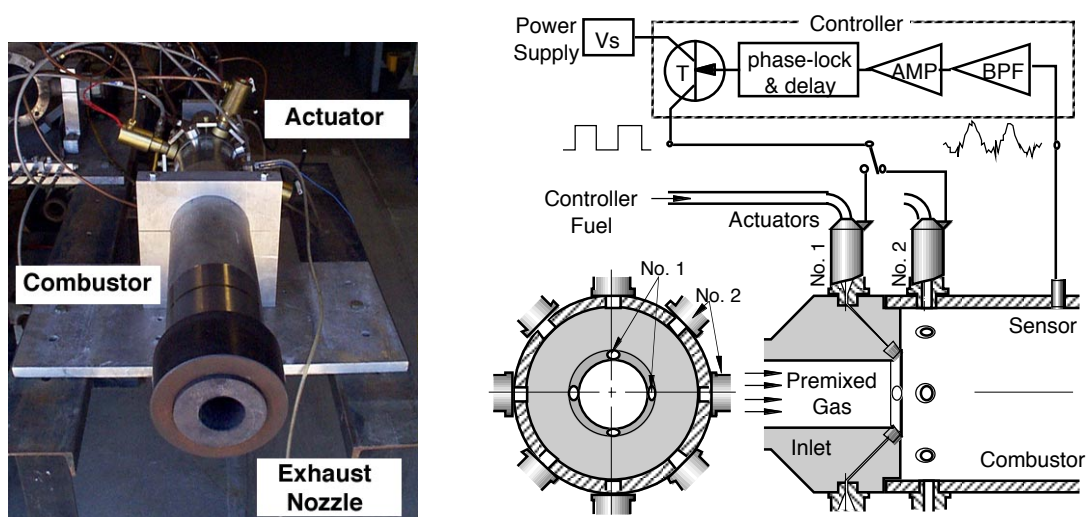 Actuator
Combustor
Exhaust
Nozzle
Controller
Power
Supply
Vs
T
phase-lock
& delay
AMP
BPF
Controller
Fuel
Actuators
No. 1
No. 2
No. 1
No. 2
Sensor
Premixed
Gas
Inlet
Combustor